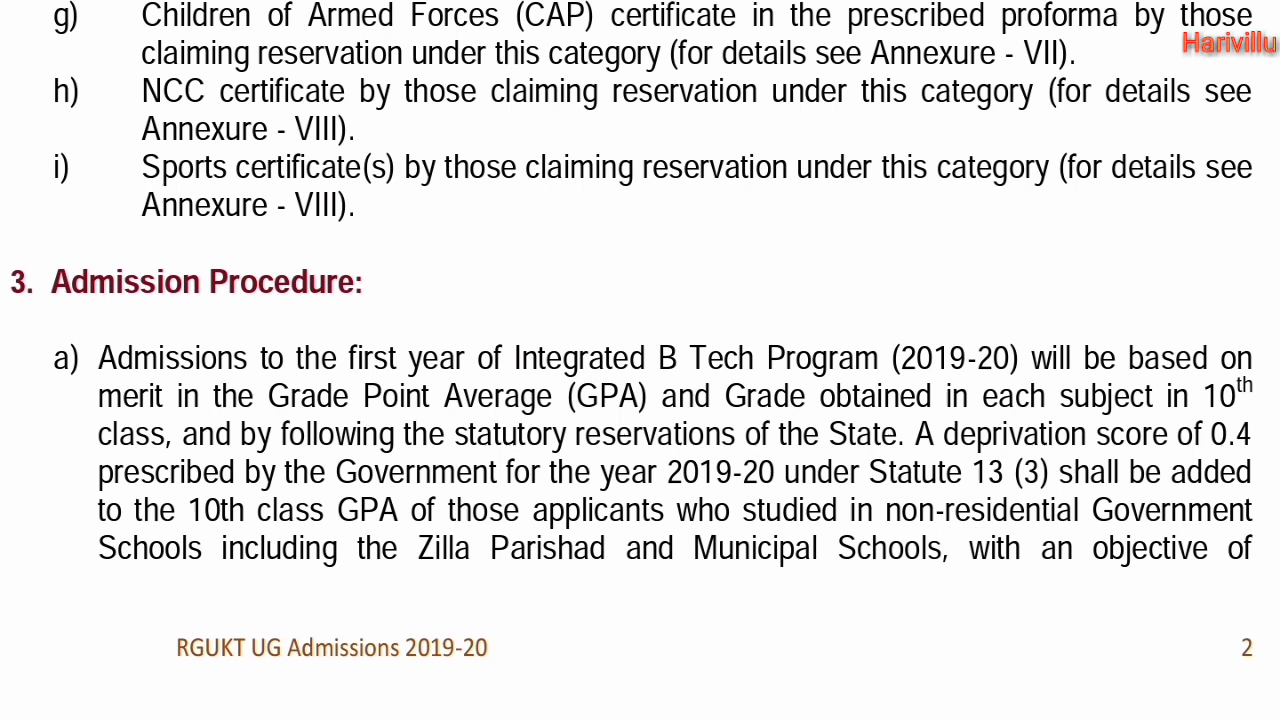 g) Children of Armed Forces (CAP) certificate in the prescribed proforma by those
claiming reservation under this category (for details see Annexure - VII).
Harivillu
h) NCC certificate by those claiming reservation under this category (for details see
Annexure - VIII).
i) Sports certificate(s) by those claiming reservation under this category (for details see
Annexure - VIII).
3. Admission Procedure:
a) Admissions to the first year of Integrated B Tech Program (2019-20) will be based on
merit in the Grade Point Average (GPA) and Grade obtained in each subject in 10th
class, and by following the statutory reservations of the State. A deprivation score of 0.4
prescribed by the Government for the year 2019-20 under Statute 13 (3) shall be added
to the 10th class GPA of those applicants who studied in non-residential Government
Schools including the Zilla Parishad and Municipal Schools, with an objective of
RGUKT UG Admissions 2019-20 2